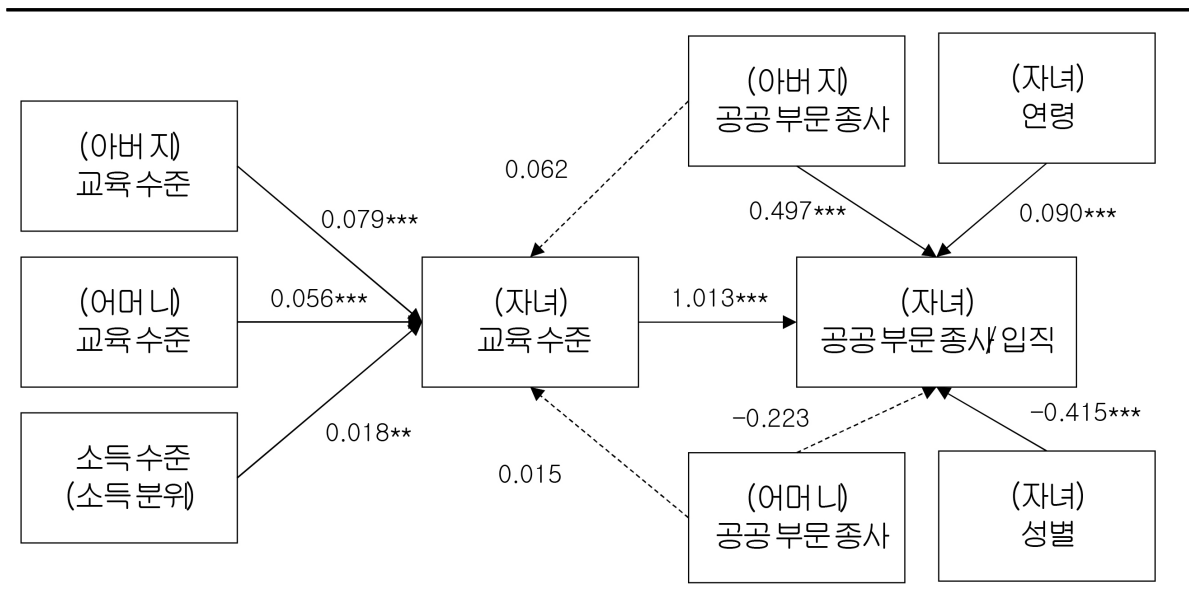 (아버지)
교육수준
(어머니)
교육수준
소득수준
(소득분위)
0.079***
0.056***
0.018**
0.062
(자녀)
교육수준
0.015
1.013***
(아버지)
공공부문종사
(자녀)
연령
0.497***
0.090***
(자녀)
공공부문종사/입직
-0.223
-0.415***
(어머니)
공공부문종사
(자녀)
성별